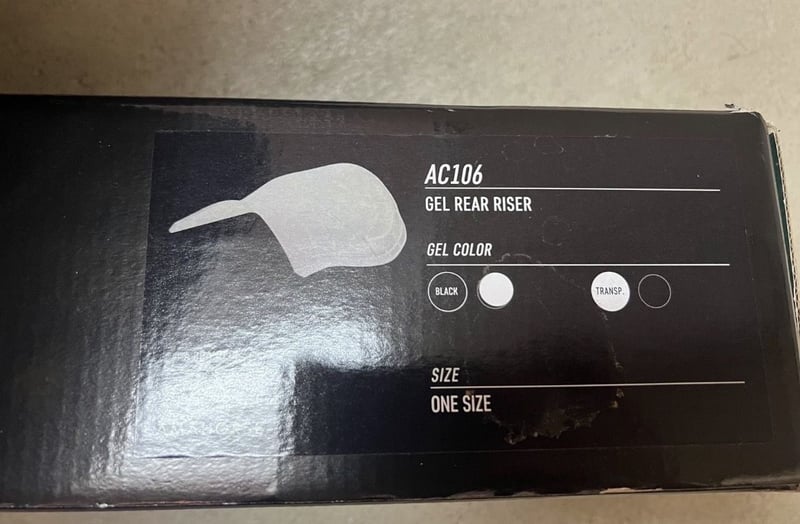 AC106
GEL REAR RISER
GEL COLOR
BLACK TRANSP.
SIZE
ONE SIZE